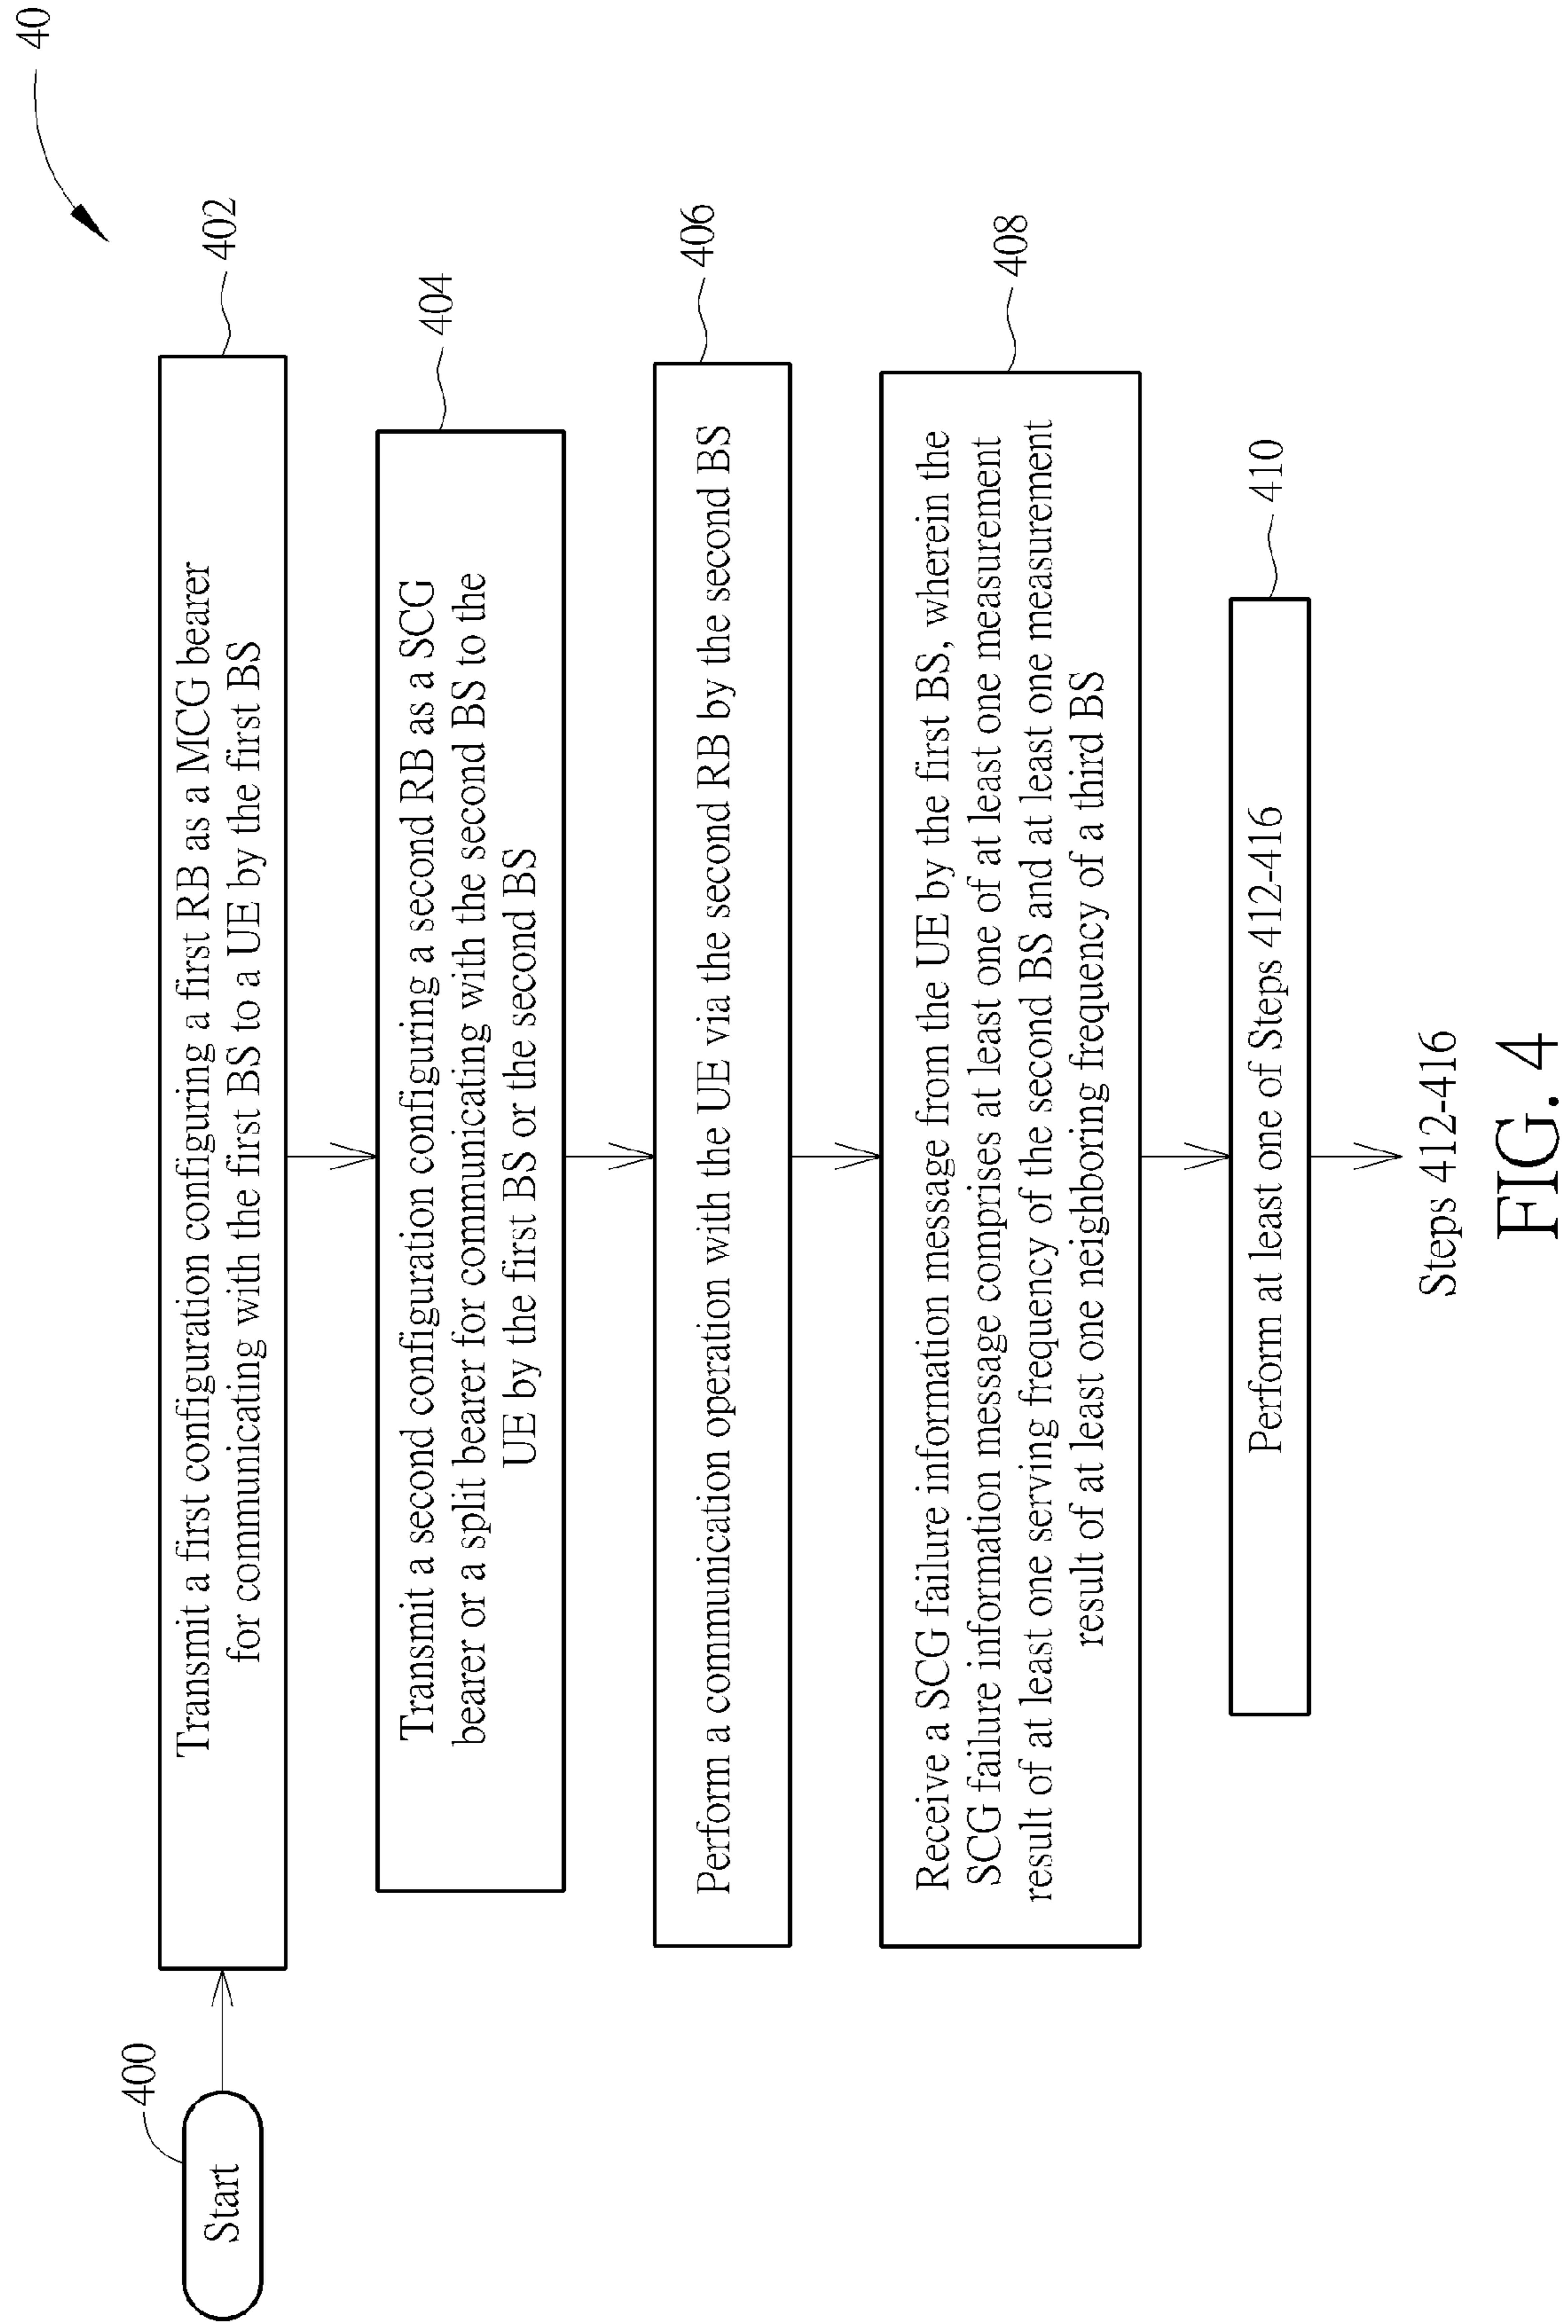 40
400
Start
402
Transmit a first configuration configuring a first RB as a MCG bearer
for communicating with the first BS to a UE by the first BS
404
Transmit a second configuration configuring a second RB as a SCG
bearer or a split bearer for communicating with the second BS to the
UE by the first BS or the second BS
406
Perform a communication operation with the UE via the second RB by the second BS
408
Receive a SCG failure information message from the UE by the first BS, wherein the
SCG failure information message comprises at least one of at least one measurement
result of at least one serving frequency of the second BS and at least one measurement
result of at least one neighboring frequency of a third BS
410
Perform at least one of Steps 412-416
Steps 412-416
FIG. 4